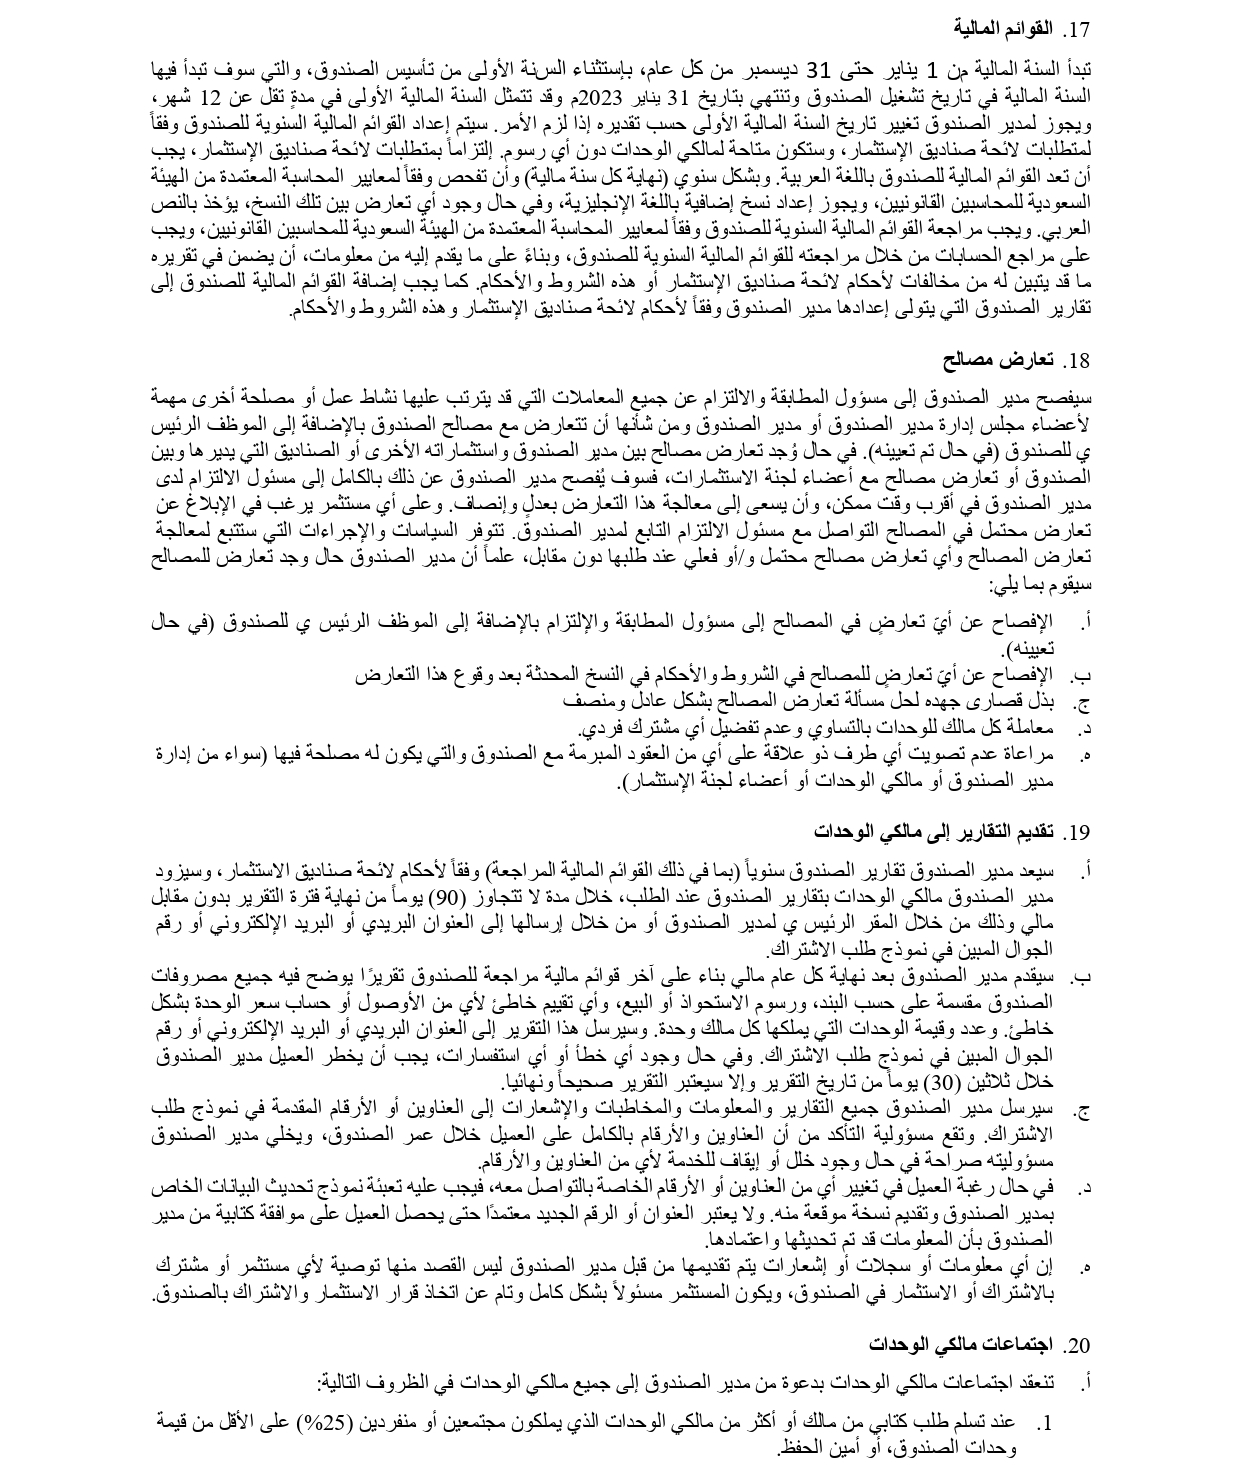 17. القوائم المالية
تبدأ السنة المالية من 1 يناير حتى 31 ديسمبر من كل عام، بإستثناء السنة الأولى من تأسيس الصندوق، والتي سوف تبدأ فيها
السنة المالية في تاريخ تشغيل الصندوق وتنتهي بتاريخ 31 يناير 2023م وقد تتمثل السنة المالية الأولى في مدةٍ تقل عن 12 شهر،
ويجوز لمدير الصندوق تغيير تاريخ السنة المالية الأولى حسب تقديره إذا لزم الأمر. سيتم إعداد القوائم المالية السنوية للصندوق وفقاً
لمتطلبات لائحة صناديق الإستثمار، وستكون متاحة لمالكي الوحدات دون أي رسوم. إلتزاماً بمتطلبات لائحة صناديق الإستثمار، يجب
أن تعد القوائم المالية للصندوق باللغة العربية. وبشكل سنوي (نهاية كل سنة مالية) وأن تفحص وفقاً لمعايير المحاسبة المعتمدة من الهيئة
السعودية للمحاسبين القانونيين، ويجوز إعداد نسخ إضافية باللغة الإنجليزية، وفي حال وجود أي تعارض بين تلك النسخ، يؤخذ بالنص
العربي. ويجب مراجعة القوائم المالية السنوية للصندوق وفقاً لمعايير المحاسبة المعتمدة من الهيئة السعودية للمحاسبين القانونيين، ويجب
على مراجع الحسابات من خلال مراجعته للقوائم المالية السنوية للصندوق، وبناءً على ما يقدم إليه من معلومات، أن يضمن في تقريره
ما قد يتبين له من مخالفات لأحكام لائحة صناديق الإستثمار أو هذه الشروط والأحكام. كما يجب إضافة القوائم المالية للصندوق إلى
تقارير الصندوق التي يتولى إعدادها مدير الصندوق وفقاً لأحكام لائحة صناديق الإستثمار وهذه الشروط والأحكام.
18. تعارض مصالح
سيفصح مدير الصندوق إلى مسؤول المطابقة والالتزام عن جميع المعاملات التي قد يترتب عليها نشاط عمل أو مصلحة أخرى مهمة
لأعضاء مجلس إدارة مدير الصندوق أو مدير الصندوق ومن شأنها أن تتعارض مع مصالح الصندوق بالإضافة إلى الموظف الرئيس
ي للصندوق (في حال تم تعيينه). في حال وُجد تعارض مصالح بين مدير الصندوق واستثماراته الأخرى أو الصناديق التي يديرها وبين
الصندوق أو تعارض مصالح مع أعضاء لجنة الاستثمارات، فسوف يُفصح مدير الصندوق عن ذلك بالكامل إلى مسئول الالتزام لدى
مدير الصندوق في أقرب وقت ممكن، وأن يسعى إلى معالجة هذا التعارض بعدلٍ وإنصاف. وعلى أي مستثمر يرغب في الإبلاغ عن
تعارض محتمل في المصالح التواصل مع مسئول الالتزام التابع لمدير الصندوق. تتوفر السياسات والإجراءات التي ستتبع لمعالجة
تعارض المصالح وأي تعارض مصالح محتمل و/أو فعلي عند طلبها دون مقابل، علماً أن مدير الصندوق حال وجد تعارض للمصالح
سيقوم بما يلي:
أ. الإفصاح عن أيّ تعارضٍ في المصالح إلى مسؤول المطابقة والإلتزام بالإضافة إلى الموظف الرئيس ي للصندوق (في حال
تعيينه).
ب. الإفصاح عن أيّ تعارضٍ للمصالح في الشروط والأحكام في النسخ المحدثة بعد وقوع هذا التعارض
ج. بذل قصارى جهده لحل مسألة تعارض المصالح بشكل عادل ومنصف
د. معاملة كل مالك للوحدات بالتساوي وعدم تفضيل أي مشترك فردي.
ه. مراعاة عدم تصويت أي طرف ذو علاقة على أي من العقود المبرمة مع الصندوق والتي يكون له مصلحة فيها (سواء من إدارة
مدير الصندوق أو مالكي الوحدات أو أعضاء لجنة الإستثمار).
19. تقديم التقارير إلى مالكي الوحدات
أ. سيعد مدير الصندوق تقارير الصندوق سنوياً (بما في ذلك القوائم المالية المراجعة) وفقاً لأحكام لائحة صناديق الاستثمار، وسيزود
مدير الصندوق مالكي الوحدات بتقارير الصندوق عند الطلب، خلال مدة لا تتجاوز (90) يوماً من نهاية فترة التقرير بدون مقابل
مالي وذلك من خلال المقر الرئيس ي لمدير الصندوق أو من خلال إرسالها إلى العنوان البريدي أو البريد الإلكتروني أو رقم
الجوال المبين في نموذج طلب الاشتراك.
ب. سيقدم مدير الصندوق بعد نهاية كل عام مالي بناء على آخر قوائم مالية مراجعة للصندوق تقريرًا يوضح فيه جميع مصروفات
الصندوق مقسمة على حسب البند، ورسوم الاستحواذ أو البيع، وأي تقييم خاطئ لأي من الأوصول أو حساب سعر الوحدة بشكل
خاطئ. وعدد وقيمة الوحدات التي يملكها كل مالك وحدة. وسيرسل هذا التقرير إلى العنوان البريدي أو البريد الإلكتروني أو رقم
الجوال المبين في نموذج طلب الاشتراك. وفي حال وجود أي خطأ أو أي استفسارات، يجب أن يخطر العميل مدير الصندوق
خلال ثلاثين (30) يوماً من تاريخ التقرير وإلا سيعتبر التقرير صحيحاً ونهائيا.
ج. سيرسل مدير الصندوق جميع التقارير والمعلومات والمخاطبات والإشعارات إلى العناوين أو الأرقام المقدمة في نموذج طلب
الاشتراك. وتقع مسؤولية التأكد من أن العناوين والأرقام بالكامل على العميل خلال عمر الصندوق، ويخلي مدير الصندوق
مسؤوليته صراحة في حال وجود خلل أو إيقاف للخدمة لأي من العناوين والأرقام.
د. في حال رغبة العميل في تغيير أي من العناوين أو الأرقام الخاصة بالتواصل معه، فيجب عليه تعبئة نموذج تحديث البيانات الخاص
بمدير الصندوق وتقديم نسخة موقعة منه. ولا يعتبر العنوان أو الرقم الجديد معتمدًا حتى يحصل العميل على موافقة كتابية من مدير
الصندوق بأن المعلومات قد تم تحديثها واعتمادها.
ه. إن أي معلومات أو سجلات أو إشعارات يتم تقديمها من قبل مدير الصندوق ليس القصد منها توصية لأي مستثمر أو مشترك
بالاشتراك أو الاستثمار في الصندوق، ويكون المستثمر مسئولاً بشكل كامل وتام عن اتخاذ قرار الاستثمار والاشتراك بالصندوق.
20. اجتماعات مالكي الوحدات
أ. تنعقد اجتماعات مالكي الوحدات بدعوة من مدير الصندوق إلى جميع مالكي الوحدات في الظروف التالية:
1. عند تسلم طلب كتابي من مالك أو أكثر من مالكي الوحدات الذي يملكون مجتمعين أو منفردين (25%) على الأقل من قيمة
وحدات الصندوق، أو أمين الحفظ.